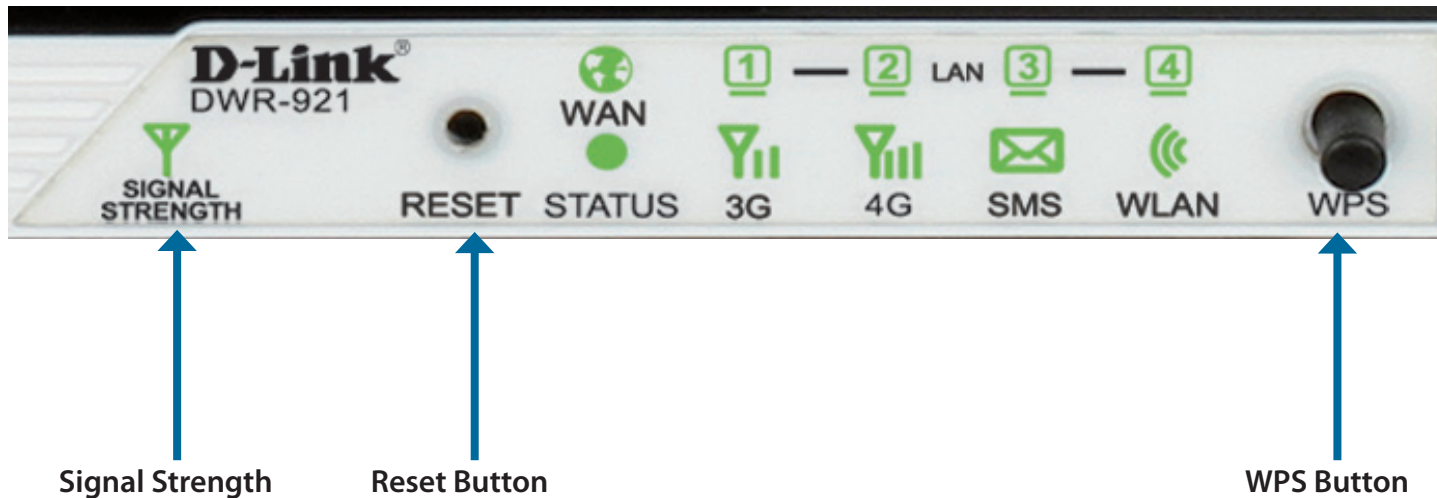 D-Link®
DWR-921
SIGNAL
STRENGTH
RESET
WAN
STATUS
1 — 2 LAN 3 — 4
3G
4G
SMS
WLAN
WPS
Signal Strength
Reset Button
WPS Button